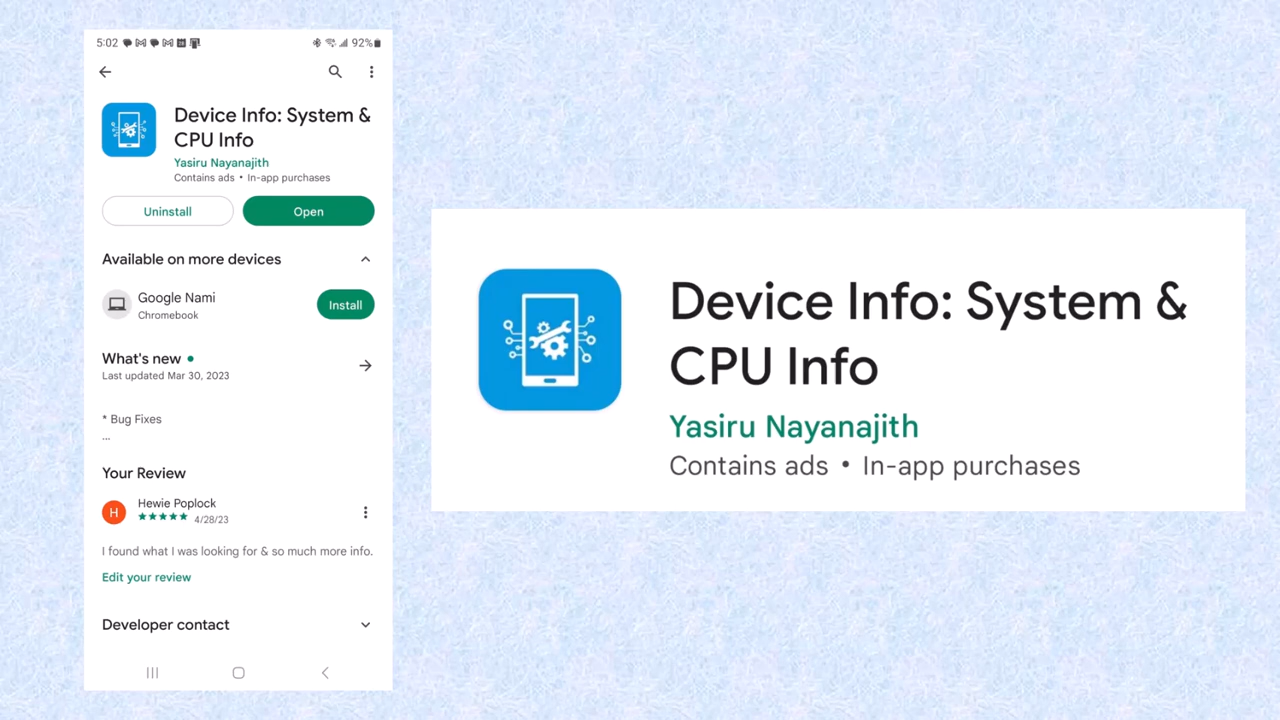 5:02
92%
Device Info: System &
CPU Info
Yasiru Nayanajith
Contains ads • In-app purchases
Uninstall
Open
Available on more devices
Google Nami
Chromebook
Install
What's new •
Last updated Mar 30, 2023
* Bug Fixes
...
Your Review
H
Hewie Poplock
★★★★★ 4/28/23
I found what I was looking for & so much more info.
Edit your review
Developer contact
Device Info: System &
CPU Info
Yasiru Nayanajith
Contains ads • In-app purchases